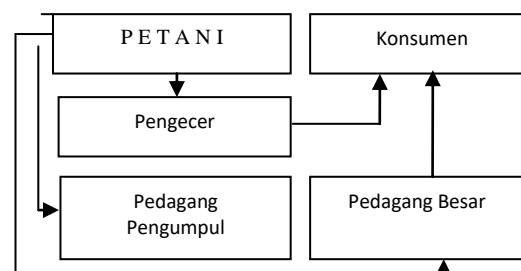 P E T A N I
Konsumen
Pengecer
Pedagang
Pengumpul
Pedagang Besar